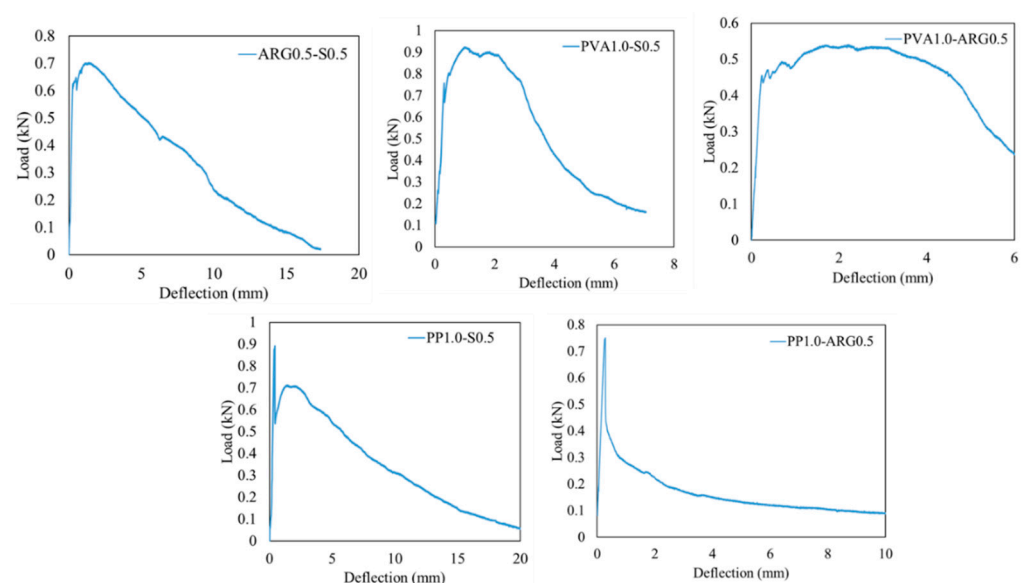 0.8
0.7
0.6
0.5
0.4
0.3
0.2
0.1
0
Load (kN)
ARG0.5-S0.5
0 5 10 15 20
Deflection (mm)
1
0.9
0.8
0.7
0.6
0.5
0.4
0.3
0.2
0.1
0
Load (kN)
PVA1.0-S0.5
0 2 4 6 8
Deflection (mm)
0.6
0.5
0.4
0.3
0.2
0.1
0
Load (kN)
PVA1.0-ARG0.5
0 2 4 6
Deflection (mm)
1
0.9
0.8
0.7
0.6
0.5
0.4
0.3
0.2
0.1
0
Load (kN)
PP1.0-S0.5
0 5 10 15 20
Deflection (mm)
0.8
0.7
0.6
0.5
0.4
0.3
0.2
0.1
0
Load (kN)
PP1.0-ARG0.5
0 2 4 6 8 10
Deflection (mm)